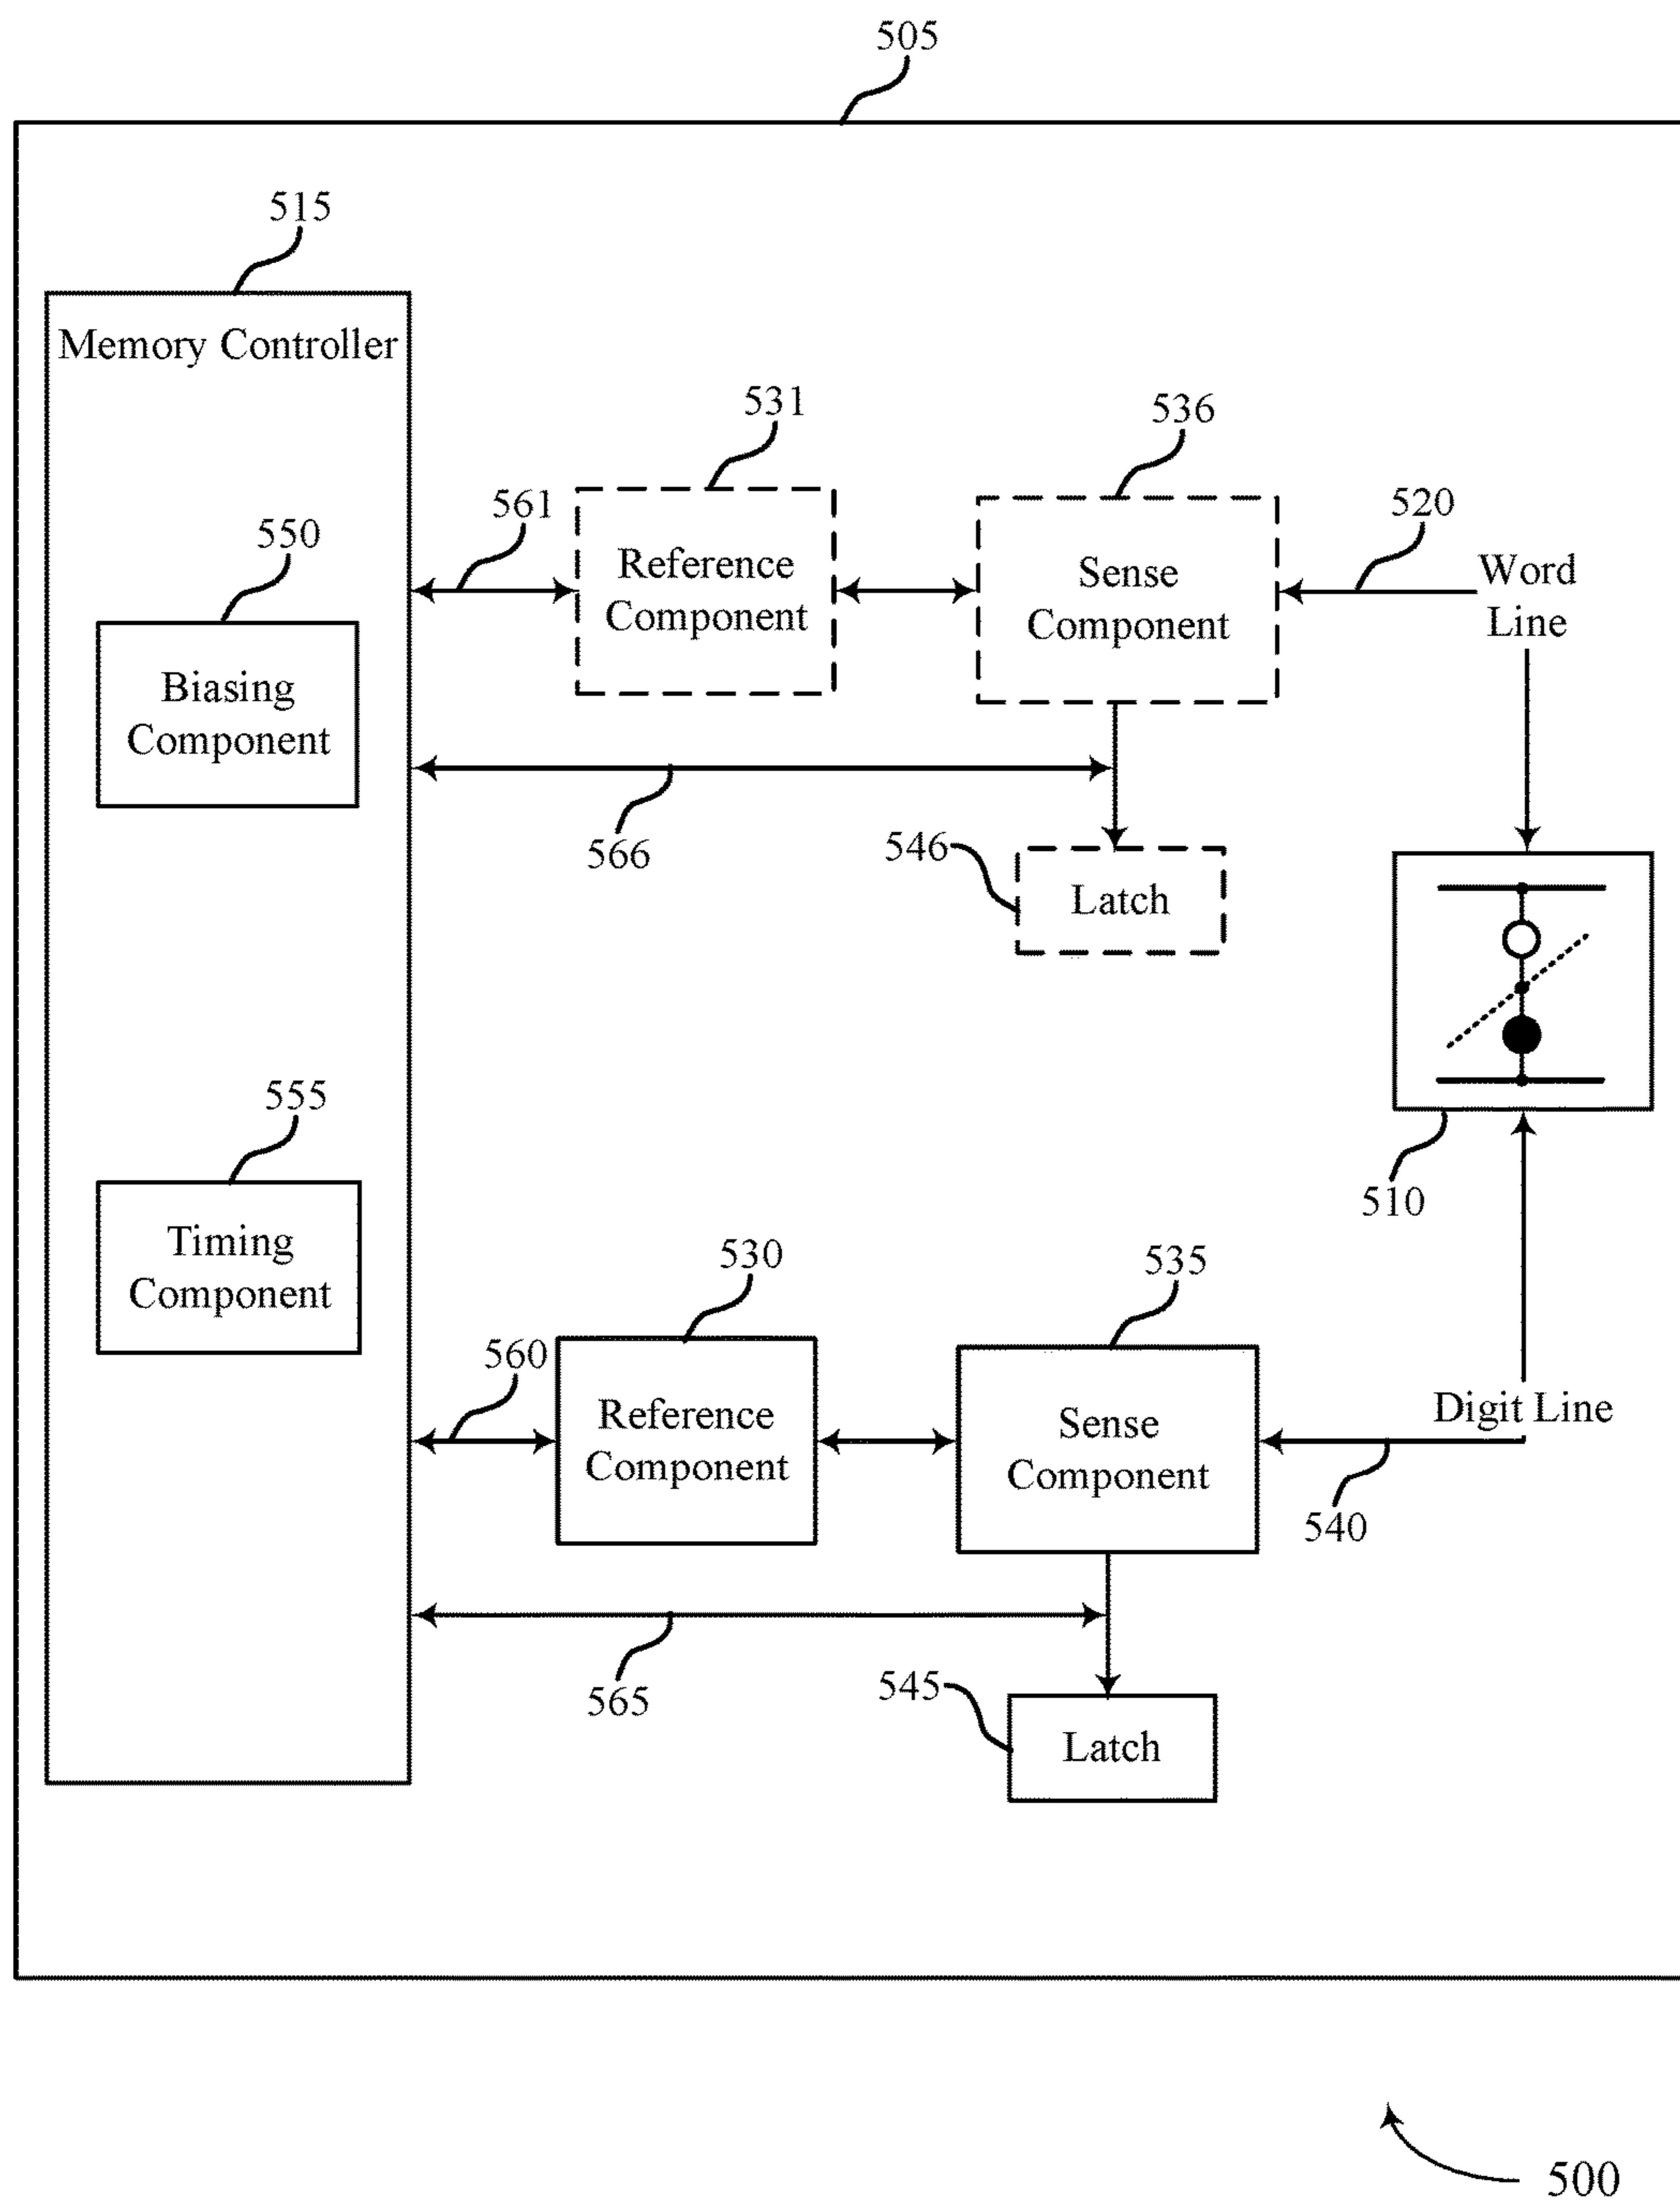 505
515
Memory Controller
531
536
561
520
550
Reference
Component
Sense
Component
Word
Line
Biasing
Component
566
546
Latch
555
510
Timing
Component
530
535
560
Reference
Component
Sense
Component
Digit Line
540
565
545
Latch
500